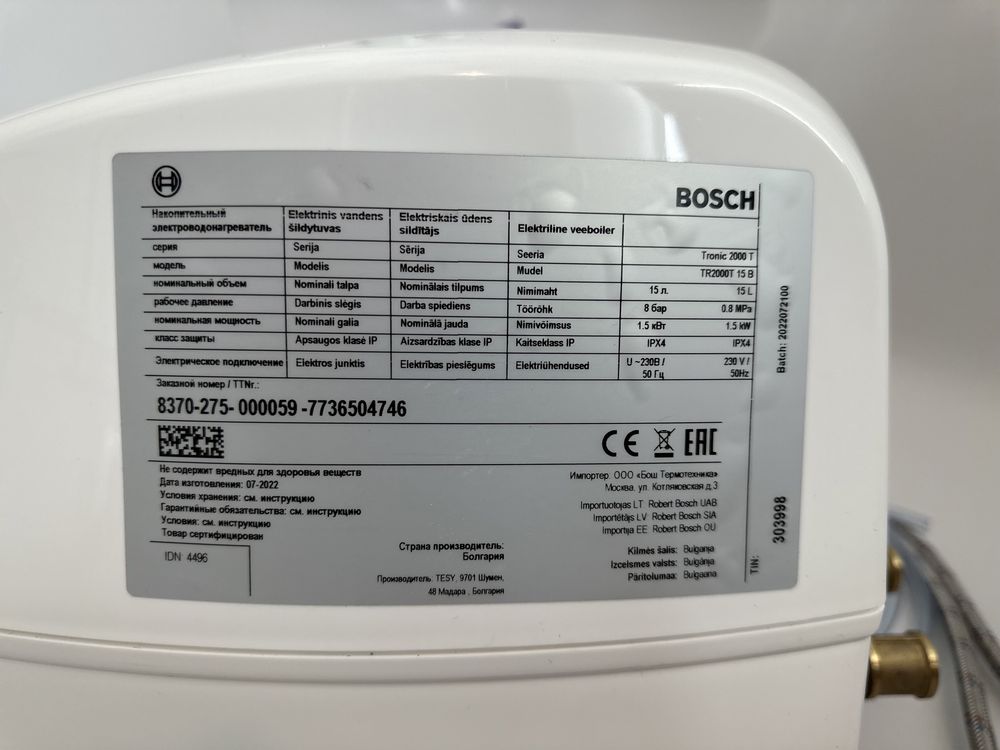 BOSCH
Накопительный электроводонагреватель Elektrinis vandens šildytuvas Elektriskais ūdens sildītājs Elektriline veeboiler
серия Serija Sērija Seeria Tronic 2000 T
модель Modelis Modelis Mudel TR2000T 15 B
номинальный объем Nominali talpa Nominālais tilpums Nimimaht 15 л. 15 L
рабочее давление Darbinis slėgis Darba spiediens Töörõhk 8 бар 0.8 MPa
номинальная мощность Nominali galia Nominālā jauda Nimivõimsus 1.5 кВт 1.5 kW
класс защиты Apsaugos klasė IP Aizsardzības klase IP Kaitseklass IP IPX4 IPX4
Электрическое подключение Elektros junktis Elektrības pieslēgums Elektriühendused U ~230В / 50 Гц 230 V / 50Hz
Заказной номер / TTNr.:
8370-275- 000059 -7736504746
CE EAC
Не содержит вредных для здоровья веществ
Дата изготовления: 07-2022
Условия хранения: см. инструкцию
Гарантийные обязательства: см. инструкцию
Условия: см. инструкцию
Товар сертифицирован
IDN: 4496
Импортер: ООО «Бош Термотехника»
Москва, ул. Котляковская д.3
Importuotojas LT: Robert Bosch UAB
Importētājs LV: Robert Bosch SIA
Importija EE: Robert Bosch OU
Страна производитель:
Болгария
Kilmės šalis: Bulgarija
Izcelsmes valsts: Bulgārija
Päritolumaa: Bulgaaria
Производитель: TESY, 9701 Шумен,
48 Мадара , Болгария
Batch: 2022072100
TIN: 303998